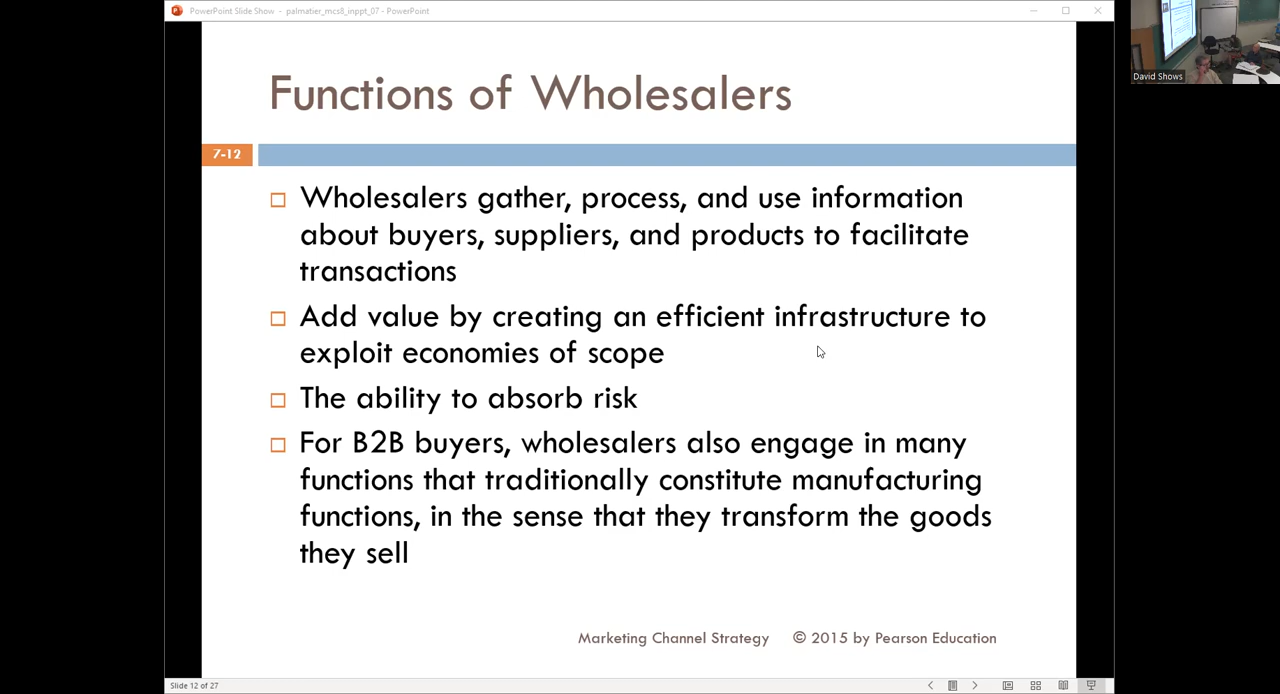 PowerPoint Slide Show - palmatier_mcs8_inppt_07 - PowerPoint
David Shows
Functions of Wholesalers
7-12
Wholesalers gather, process, and use information
about buyers, suppliers, and products to facilitate
transactions
Add value by creating an efficient infrastructure to
exploit economies of scope
The ability to absorb risk
For B2B buyers, wholesalers also engage in many
functions that traditionally constitute manufacturing
functions, in the sense that they transform the goods
they sell
Marketing Channel Strategy © 2015 by Pearson Education
Slide 12 of 27